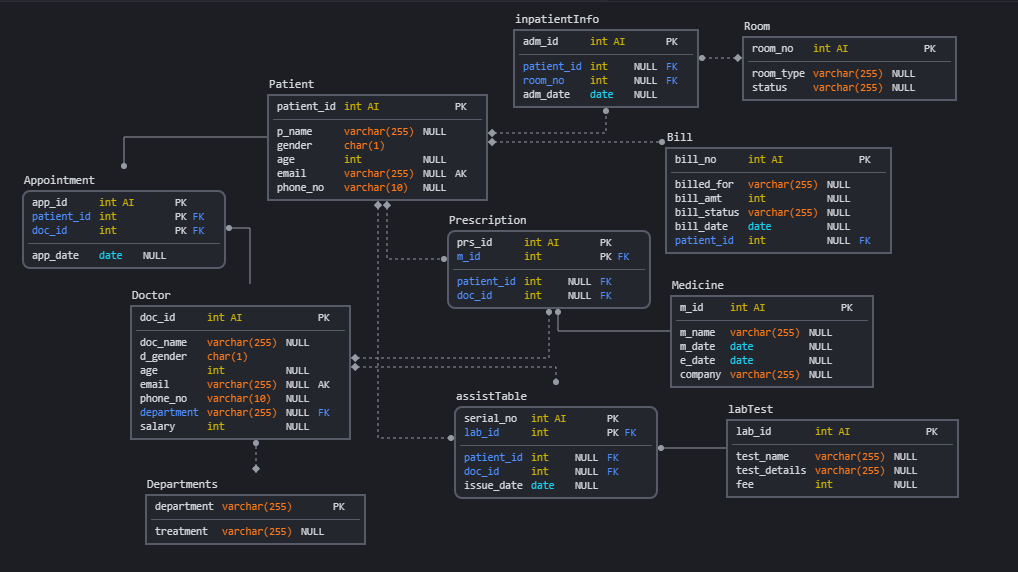 inpatientInfo
adm_id int AI PK
patient_id int NULL FK
room_no int NULL FK
adm_date date NULL
Room
room_no int AI PK
room_type varchar(255) NULL
status varchar(255) NULL
Patient
patient_id int AI PK
p_name varchar(255) NULL
gender char(1)
age int NULL
email varchar(255) NULL AK
phone_no varchar(10) NULL
Bill
bill_no int AI PK
billed_for varchar(255) NULL
bill_amt int NULL
bill_status varchar(255) NULL
bill_date date NULL
patient_id int NULL FK
Appointment
app_id int AI PK
patient_id int PK FK
doc_id int PK FK
app_date date NULL
Prescription
prs_id int AI PK
m_id int PK FK
patient_id int NULL FK
doc_id int NULL FK
Medicine
m_id int AI PK
m_name varchar(255) NULL
m_date date NULL
e_date date NULL
company varchar(255) NULL
Doctor
doc_id int AI PK
doc_name varchar(255) NULL
d_gender char(1)
age int NULL
email varchar(255) NULL AK
phone_no varchar(10) NULL
department varchar(255) NULL FK
salary int NULL
assistTable
serial_no int AI PK
lab_id int PK FK
patient_id int NULL FK
doc_id int NULL FK
issue_date date NULL
labTest
lab_id int AI PK
test_name varchar(255) NULL
test_details varchar(255) NULL
fee int NULL
Departments
department varchar(255) PK
treatment varchar(255) NULL